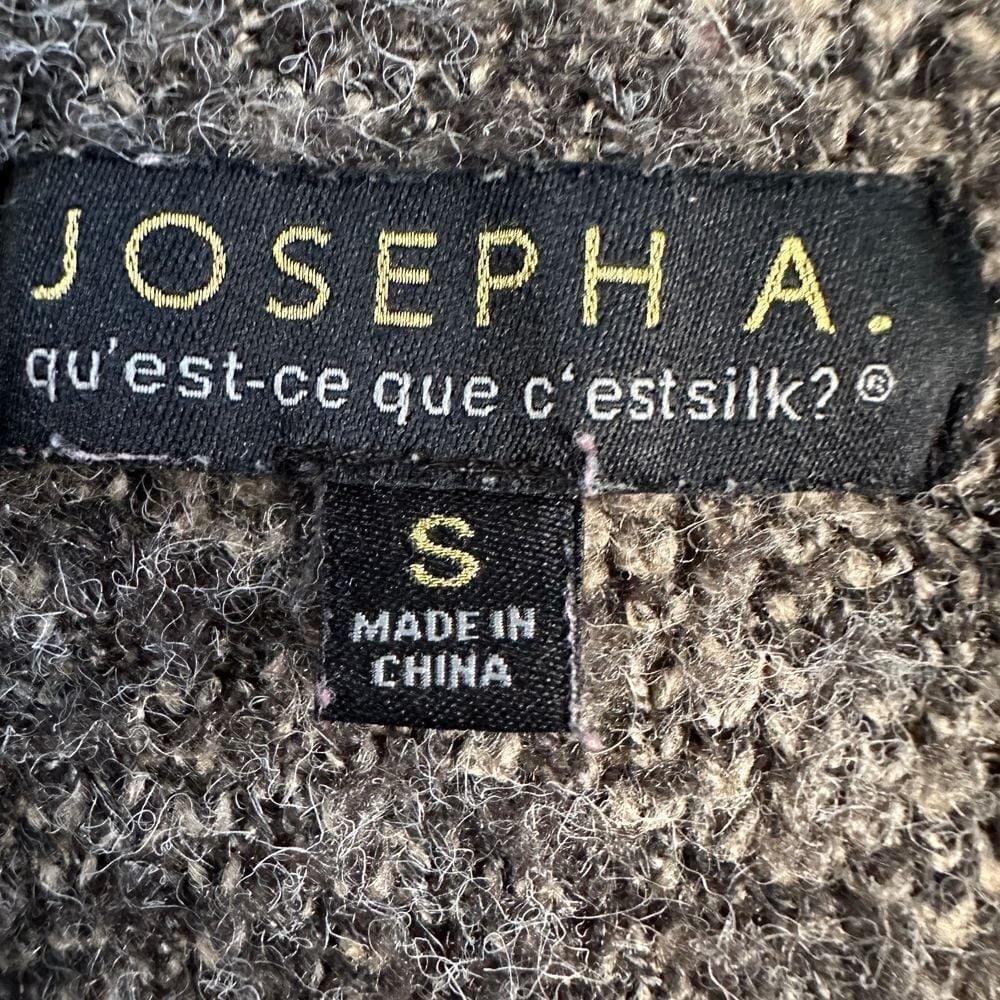 JOSEPH A.
qu'est-ce que c‘estsilk? ®
S
MADE IN
CHINA